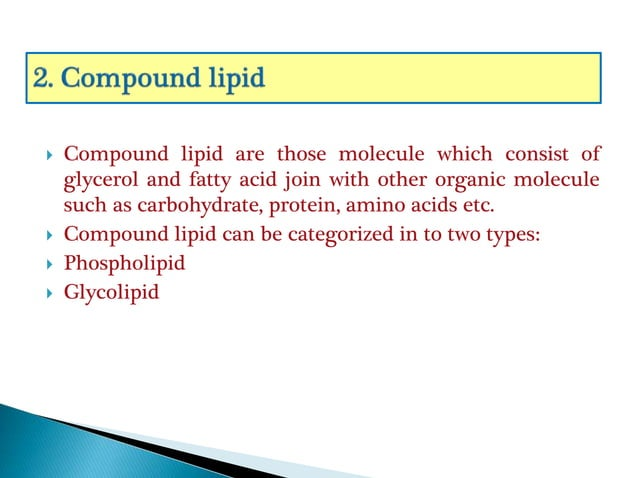 2. Compound lipid
Compound lipid are those molecule which consist of
glycerol and fatty acid join with other organic molecule
such as carbohydrate, protein, amino acids etc.
Compound lipid can be categorized in to two types:
Phospholipid
Glycolipid